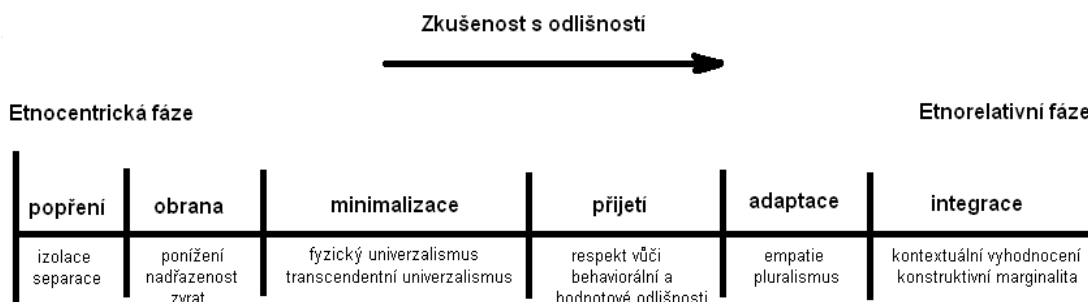 Zkušenost s odlišností
Etnocentrická fáze
Etnorelativní fáze
popření
obrana
minimalizace
přijetí
adaptace
integrace
izolace
separace
ponížení
nadřazenost
zvrat
fyzický univerzalismus
transcendentní univerzalismus
respekt vůči
behaviorální a
hodnotové odlišnosti
empatie
pluralismus
kontextuální vyhodnocení
konstruktivní marginalita